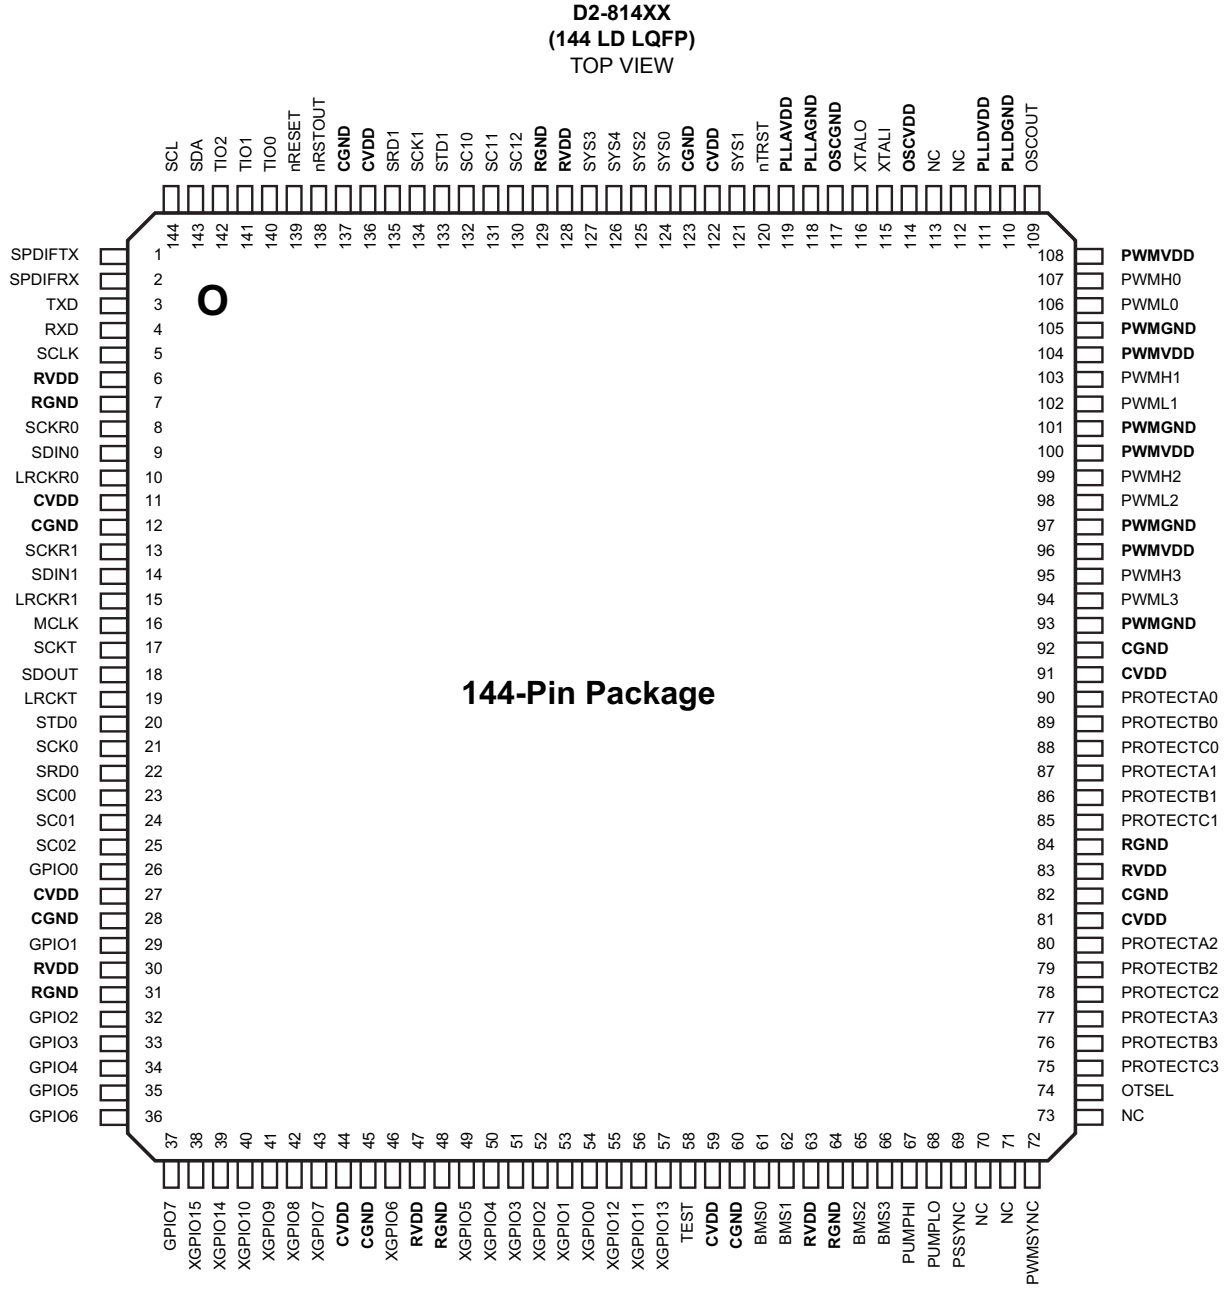 D2-814XX
(144 LD LQFP)
TOP VIEW
SCL
SDA
TIO2
TIO1
TIO0
nRESET
nRSTOUT
CGND
CVDD
SRD1
SCK1
STD1
SC10
SC11
SC12
RGND
RVDD
SYS3
SYS4
SYS2
SYS0
CGND
CVDD
SYS1
nTRST
PLLAVDD
PLLAGND
OSCGND
XTALO
XTALI
OSCVDD
NC
NC
PLLDVDD
PLLDGND
OSCOUT
144
143
142
141
140
139
138
137
136
135
134
133
132
131
130
129
128
127
126
125
124
123
122
121
120
119
118
117
116
115
114
113
112
111
110
109
SPDIFTX 1
SPDIFRX 2
TXD 3
RXD 4
SCLK 5
RVDD 6
RGND 7
SCKR0 8
SDIN0 9
LRCKR0 10
CVDD 11
CGND 12
SCKR1 13
SDIN1 14
LRCKR1 15
MCLK 16
SCKT 17
SDOUT 18
LRCKT 19
STD0 20
SCK0 21
SRD0 22
SC00 23
SC01 24
SC02 25
GPIO0 26
CVDD 27
CGND 28
GPIO1 29
RVDD 30
RGND 31
GPIO2 32
GPIO3 33
GPIO4 34
GPIO5 35
GPIO6 36
O
144-Pin Package
108 PWMVDD
107 PWMH0
106 PWML0
105 PWMGND
104 PWMVDD
103 PWMH1
102 PWML1
101 PWMGND
100 PWMVDD
99 PWMH2
98 PWML2
97 PWMGND
96 PWMVDD
95 PWMH3
94 PWML3
93 PWMGND
92 CGND
91 CVDD
90 PROTECTA0
89 PROTECTB0
88 PROTECTC0
87 PROTECTA1
86 PROTECTB1
85 PROTECTC1
84 RGND
83 RVDD
82 CGND
81 CVDD
80 PROTECTA2
79 PROTECTB2
78 PROTECTC2
77 PROTECTA3
76 PROTECTB3
75 PROTECTC3
74 OTSEL
73 NC
37
38
39
40
41
42
43
44
45
46
47
48
49
50
51
52
53
54
55
56
57
58
59
60
61
62
63
64
65
66
67
68
69
70
71
72
GPIO7
XGPIO15
XGPIO14
XGPIO10
XGPIO9
XGPIO8
XGPIO7
CVDD
CGND
XGPIO6
RVDD
RGND
XGPIO5
XGPIO4
XGPIO3
XGPIO2
XGPIO1
XGPIO0
XGPIO12
XGPIO11
XGPIO13
TEST
CVDD
CGND
BMS0
BMS1
RVDD
RGND
BMS2
BMS3
PUMPHI
PUMPLO
PSSYNC
NC
NC
PWMSYNC